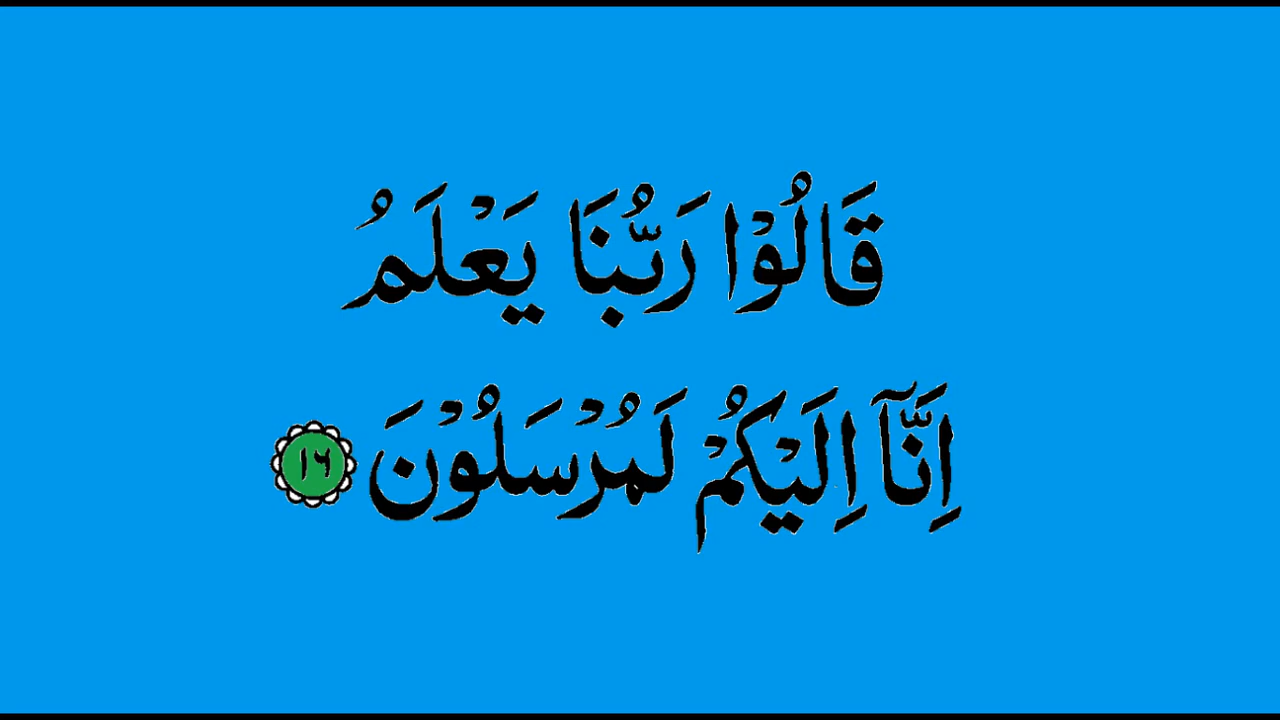 قَالُوْا رَبُّنَا يَعْلَمُ
اِنَّآ اِلَيْكُمْ لَمُرْسَلُوْنَ ١٦